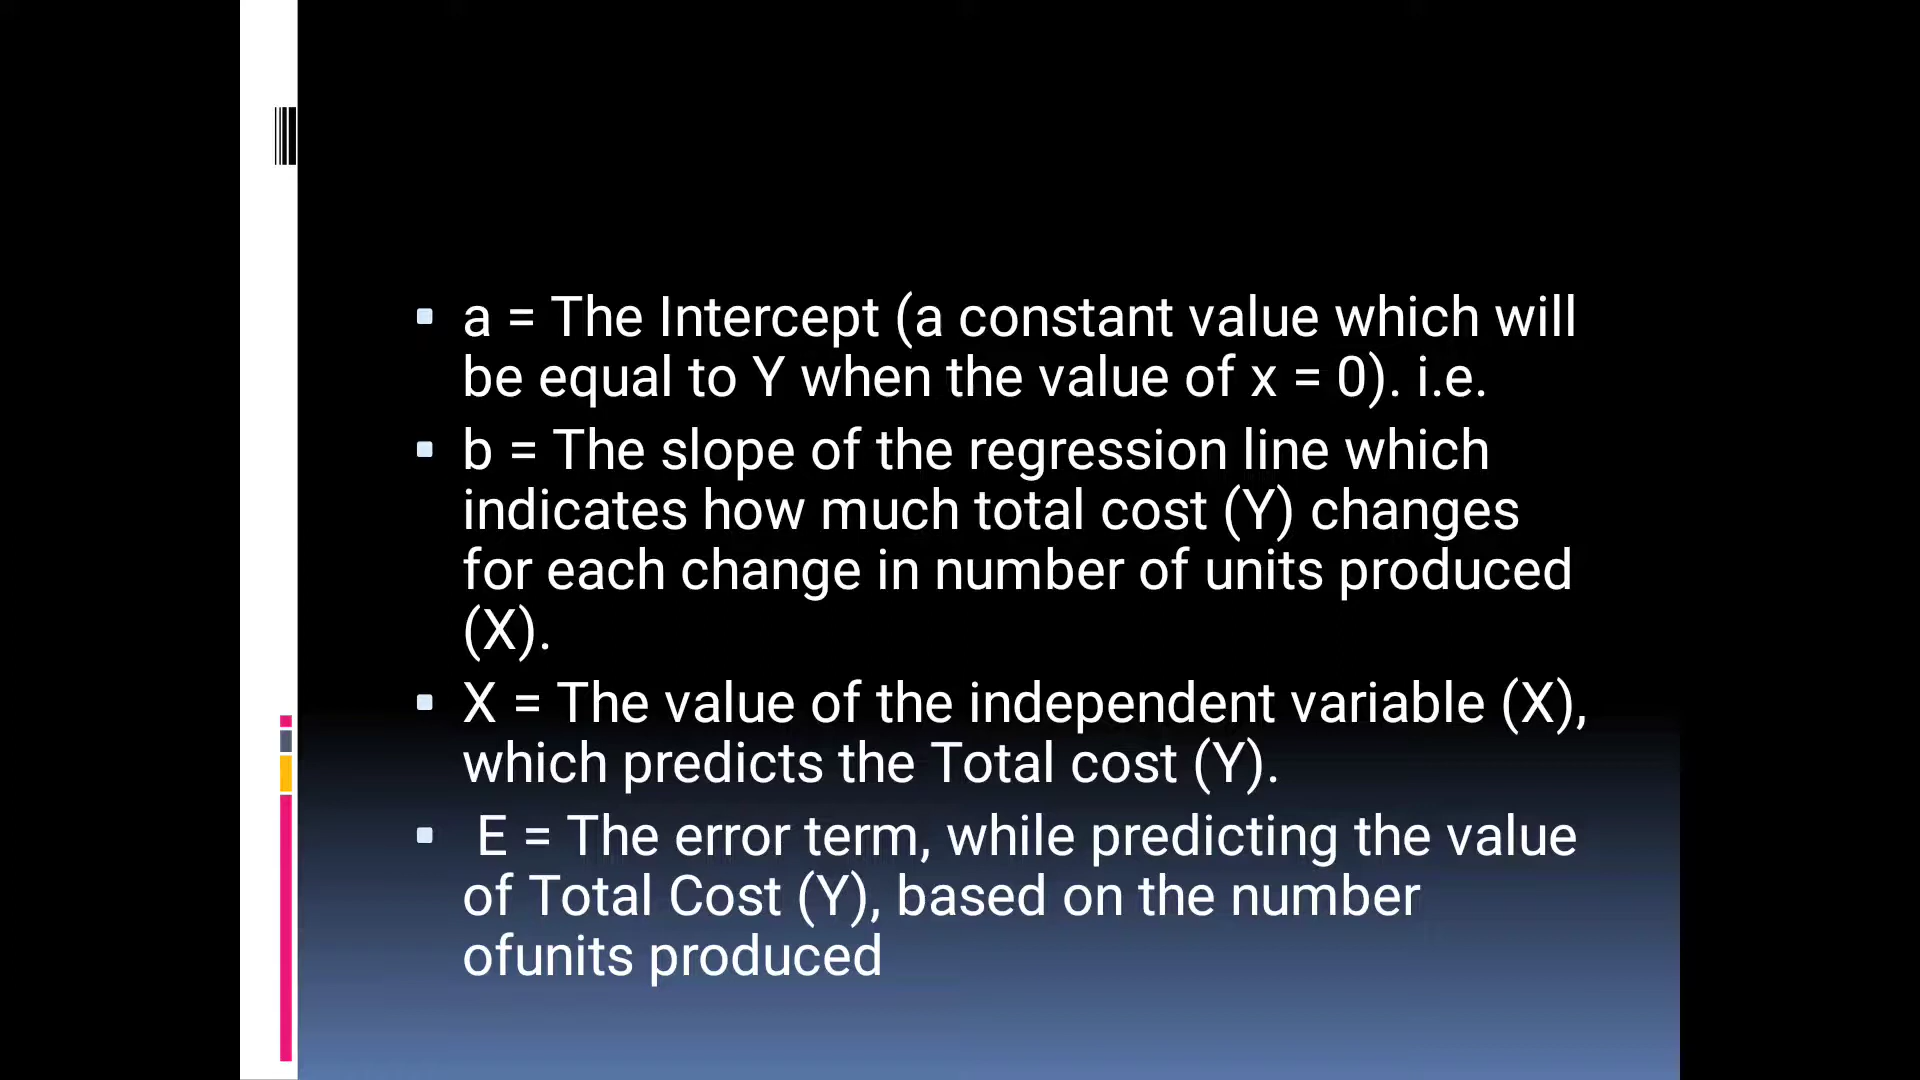 a = The Intercept (a constant value which will
be equal to Y when the value of x = 0). i.e.
b = The slope of the regression line which
indicates how much total cost (Y) changes
for each change in number of units produced
(X).
X = The value of the independent variable (X),
which predicts the Total cost (Y).
E = The error term, while predicting the value
of Total Cost (Y), based on the number
ofunits produced